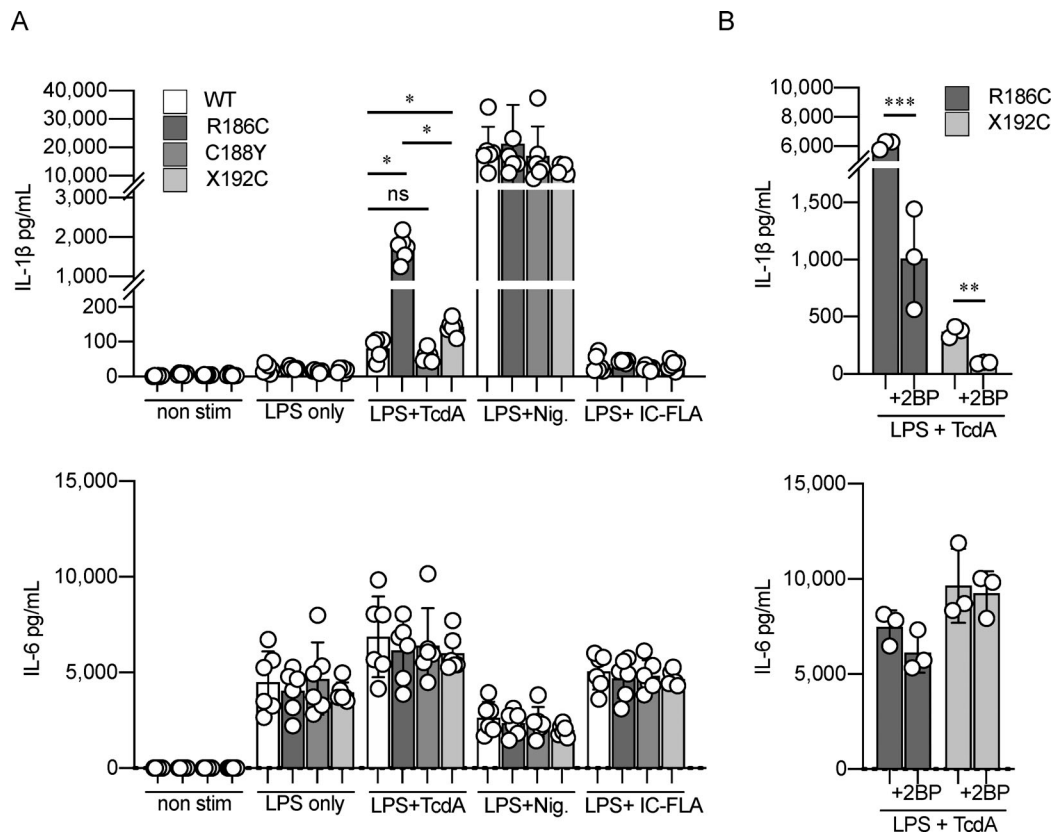 A
IL-1β pg/mL
40,000
30,000
20,000
10,000
3,000
2,000
1,000
200
100
0
WT
R186C
C188Y
X192C
*
*
*
ns
non stim
LPS only
LPS+TcdA
LPS+Nig.
LPS+ IC-FLA
B
IL-1β pg/mL
10,000
8,000
6,000
1,500
1,000
500
0
R186C
X192C
***
**
+2BP
+2BP
LPS + TcdA
IL-6 pg/mL
15,000
10,000
5,000
0
non stim
LPS only
LPS+TcdA
LPS+Nig.
LPS+ IC-FLA
IL-6 pg/mL
15,000
10,000
5,000
0
+2BP
+2BP
LPS + TcdA